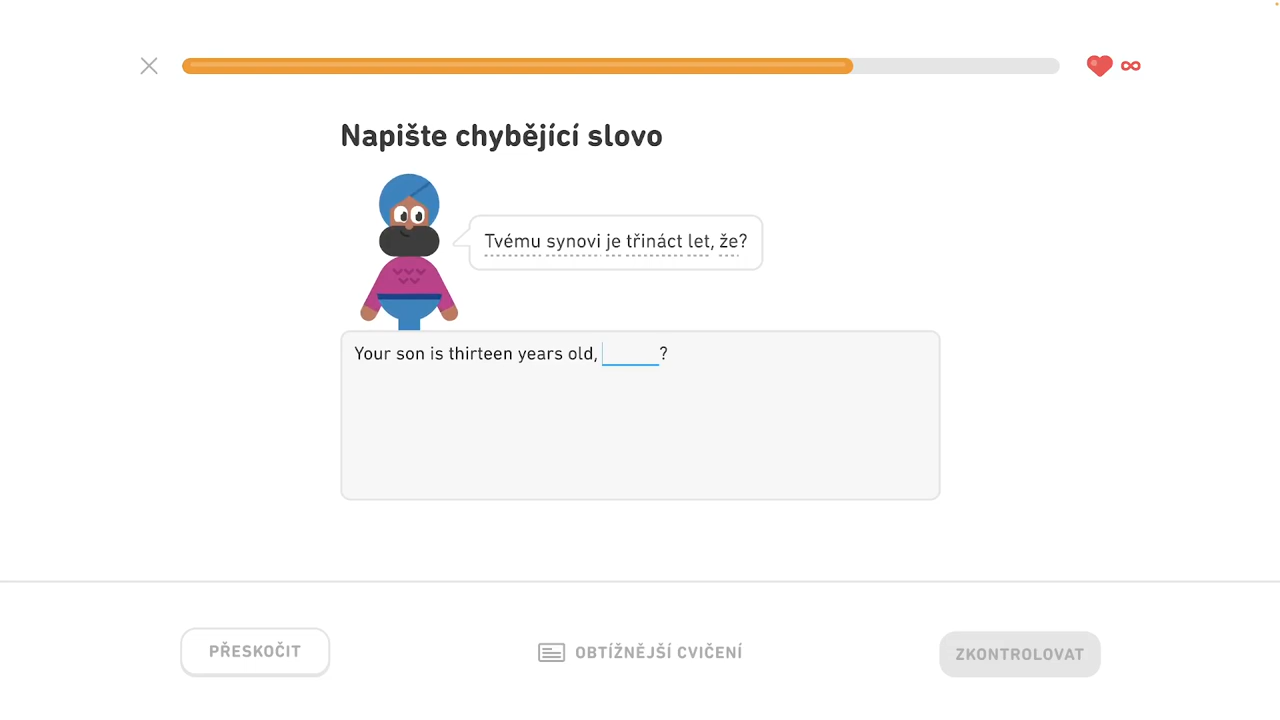 ∞
Napište chybějící slovo
Tvému synovi je třináct let, že?
Your son is thirteen years old, _____?
PŘESKOČIT
OBTÍŽNĚJŠÍ CVIČENÍ
ZKONTROLOVAT